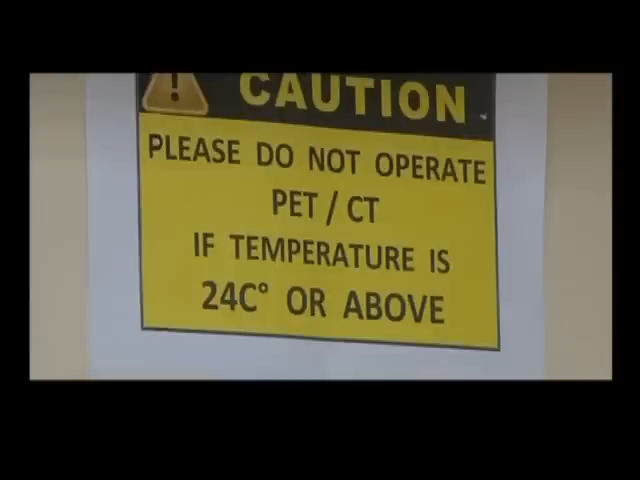 CAUTION
PLEASE DO NOT OPERATE
PET / CT
IF TEMPERATURE IS
24C° OR ABOVE